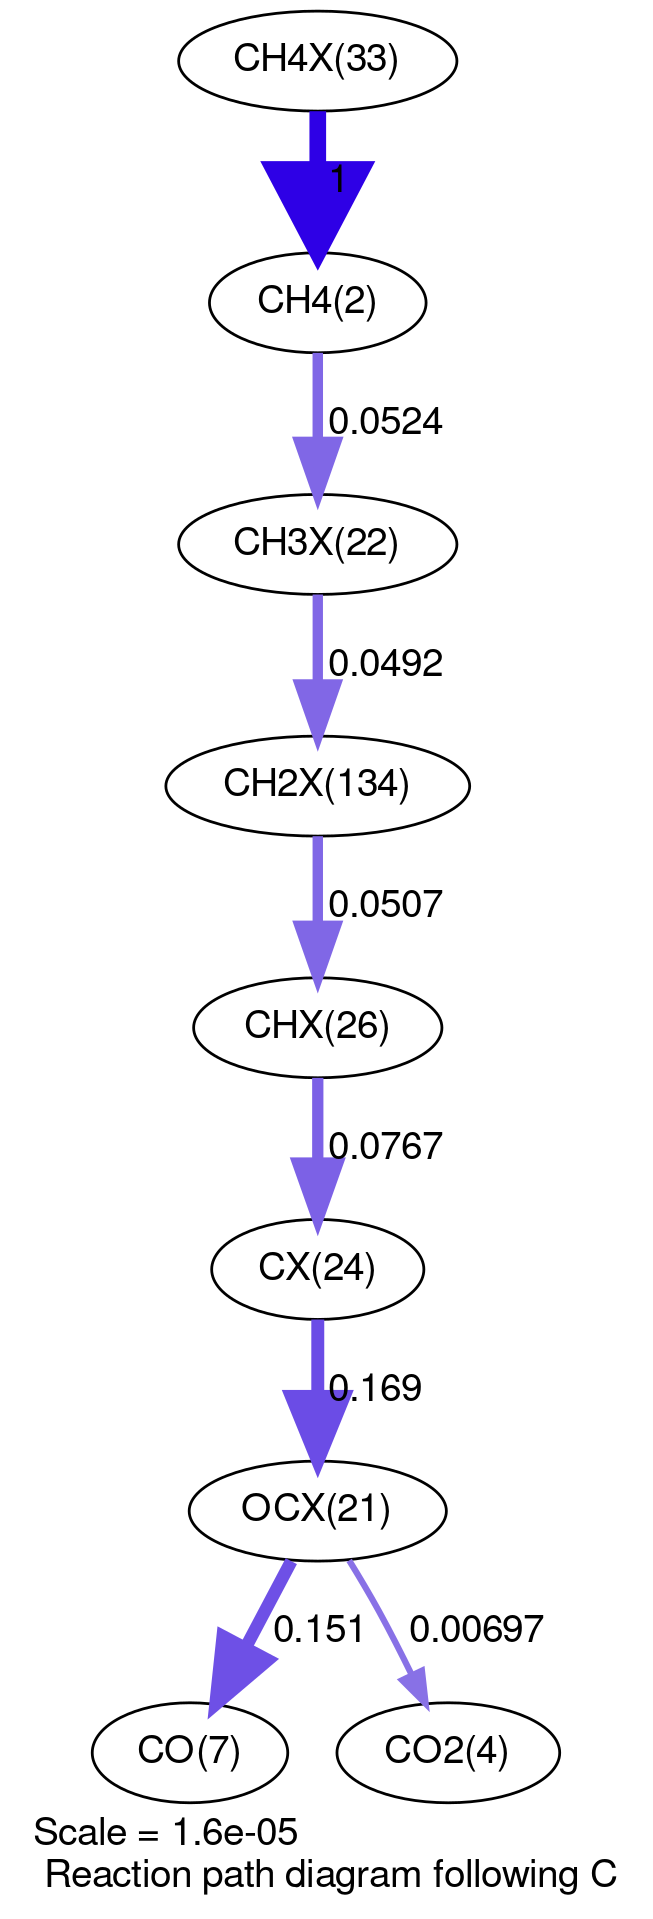 CH4X(33)
1
CH4(2)
0.0524
CH3X(22)
0.0492
CH2X(134)
0.0507
CHX(26)
0.0767
CX(24)
0.169
OCX(21)
0.151
0.00697
CO(7)
CO2(4)
Scale = 1.6e-05
Reaction path diagram following C